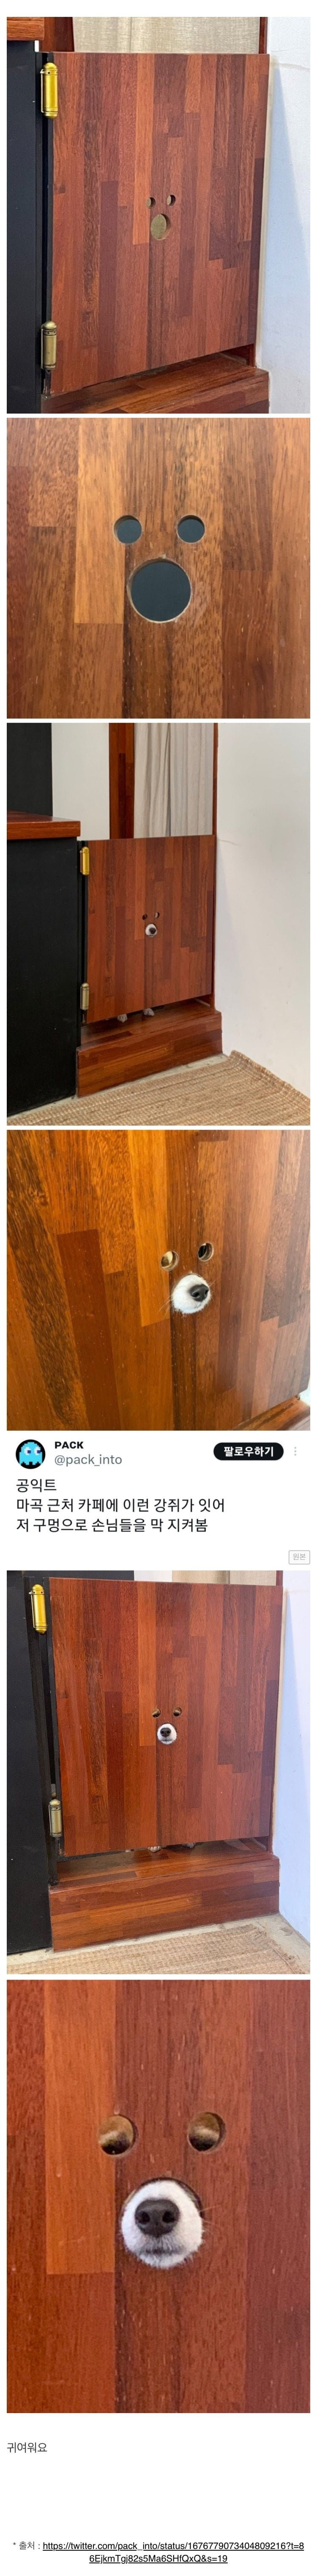 PACK
@pack_into
팔로우하기
공익트
마곡 근처 카페에 이런 강쥐가 잇어
저 구멍으로 손님들을 막 지켜봄
원본
귀여워요
* 출처 : https://twitter.com/pack_into/status/1676779073404809216?t=8
6EjkmTgj82s5Ma6SHfQxQ&s=19